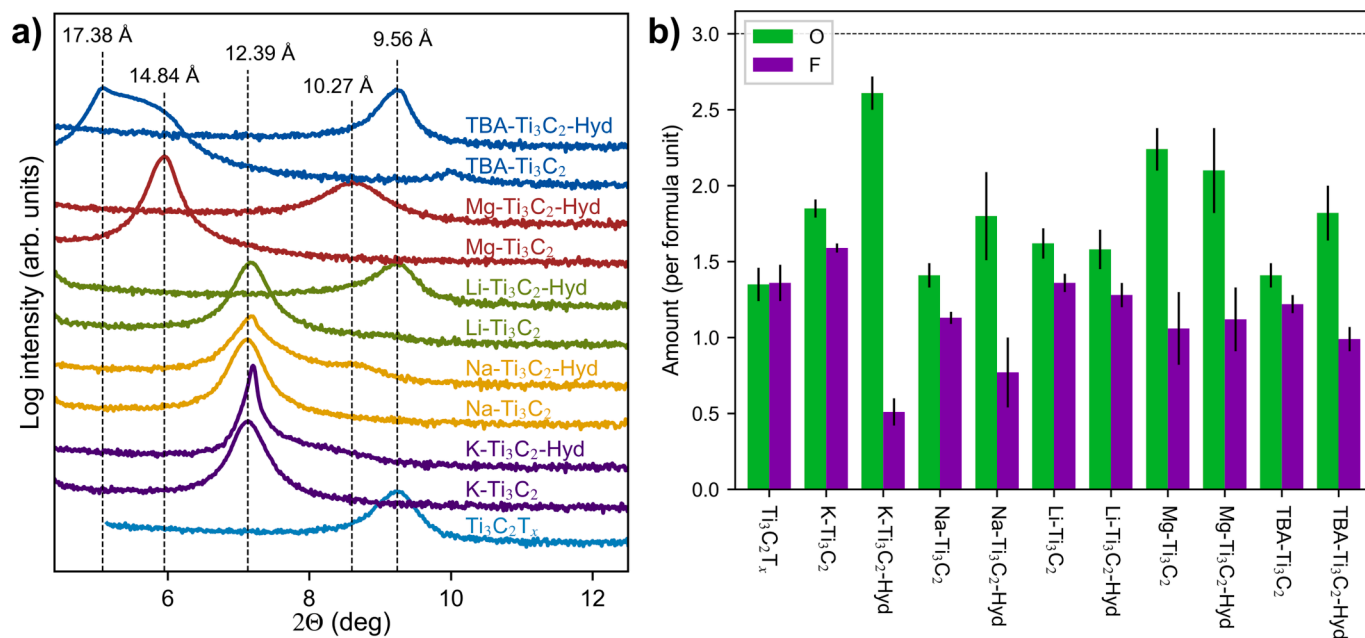 a)
17.38 Å
14.84 Å
12.39 Å
10.27 Å
9.56 Å
TBA-Ti₃C₂-Hyd
TBA-Ti₃C₂
Mg-Ti₃C₂-Hyd
Mg-Ti₃C₂
Li-Ti₃C₂-Hyd
Li-Ti₃C₂
Na-Ti₃C₂-Hyd
Na-Ti₃C₂
K-Ti₃C₂-Hyd
K-Ti₃C₂
Ti₃C₂Tₓ
Log intensity (arb. units)
6 8 10 12
2Θ (deg)
b)
O
F
Amount (per formula unit)
3.0
2.5
2.0
1.5
1.0
0.5
0.0
Ti₃C₂Tₓ
K-Ti₃C₂
K-Ti₃C₂-Hyd
Na-Ti₃C₂
Na-Ti₃C₂-Hyd
Li-Ti₃C₂
Li-Ti₃C₂-Hyd
Mg-Ti₃C₂
Mg-Ti₃C₂-Hyd
TBA-Ti₃C₂
TBA-Ti₃C₂-Hyd